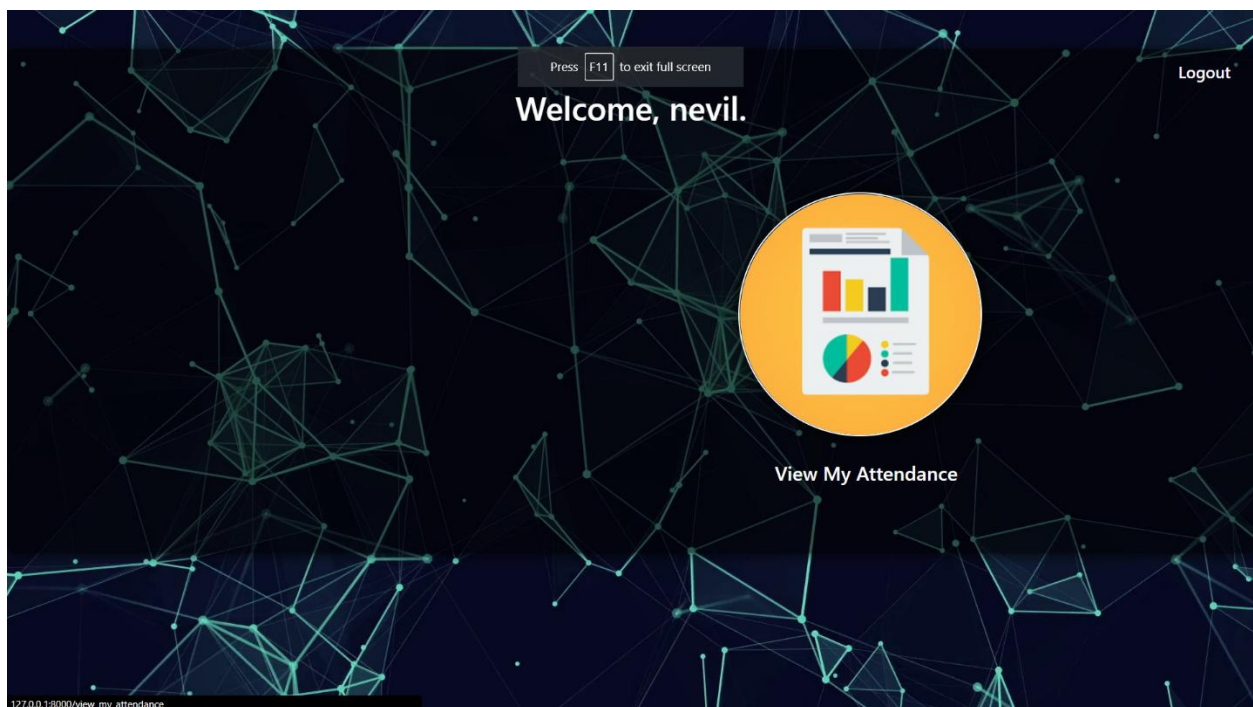 Press F11 to exit full screen
Logout
Welcome, nevil.
View My Attendance
127.0.0.1:8000/view_my_attendance